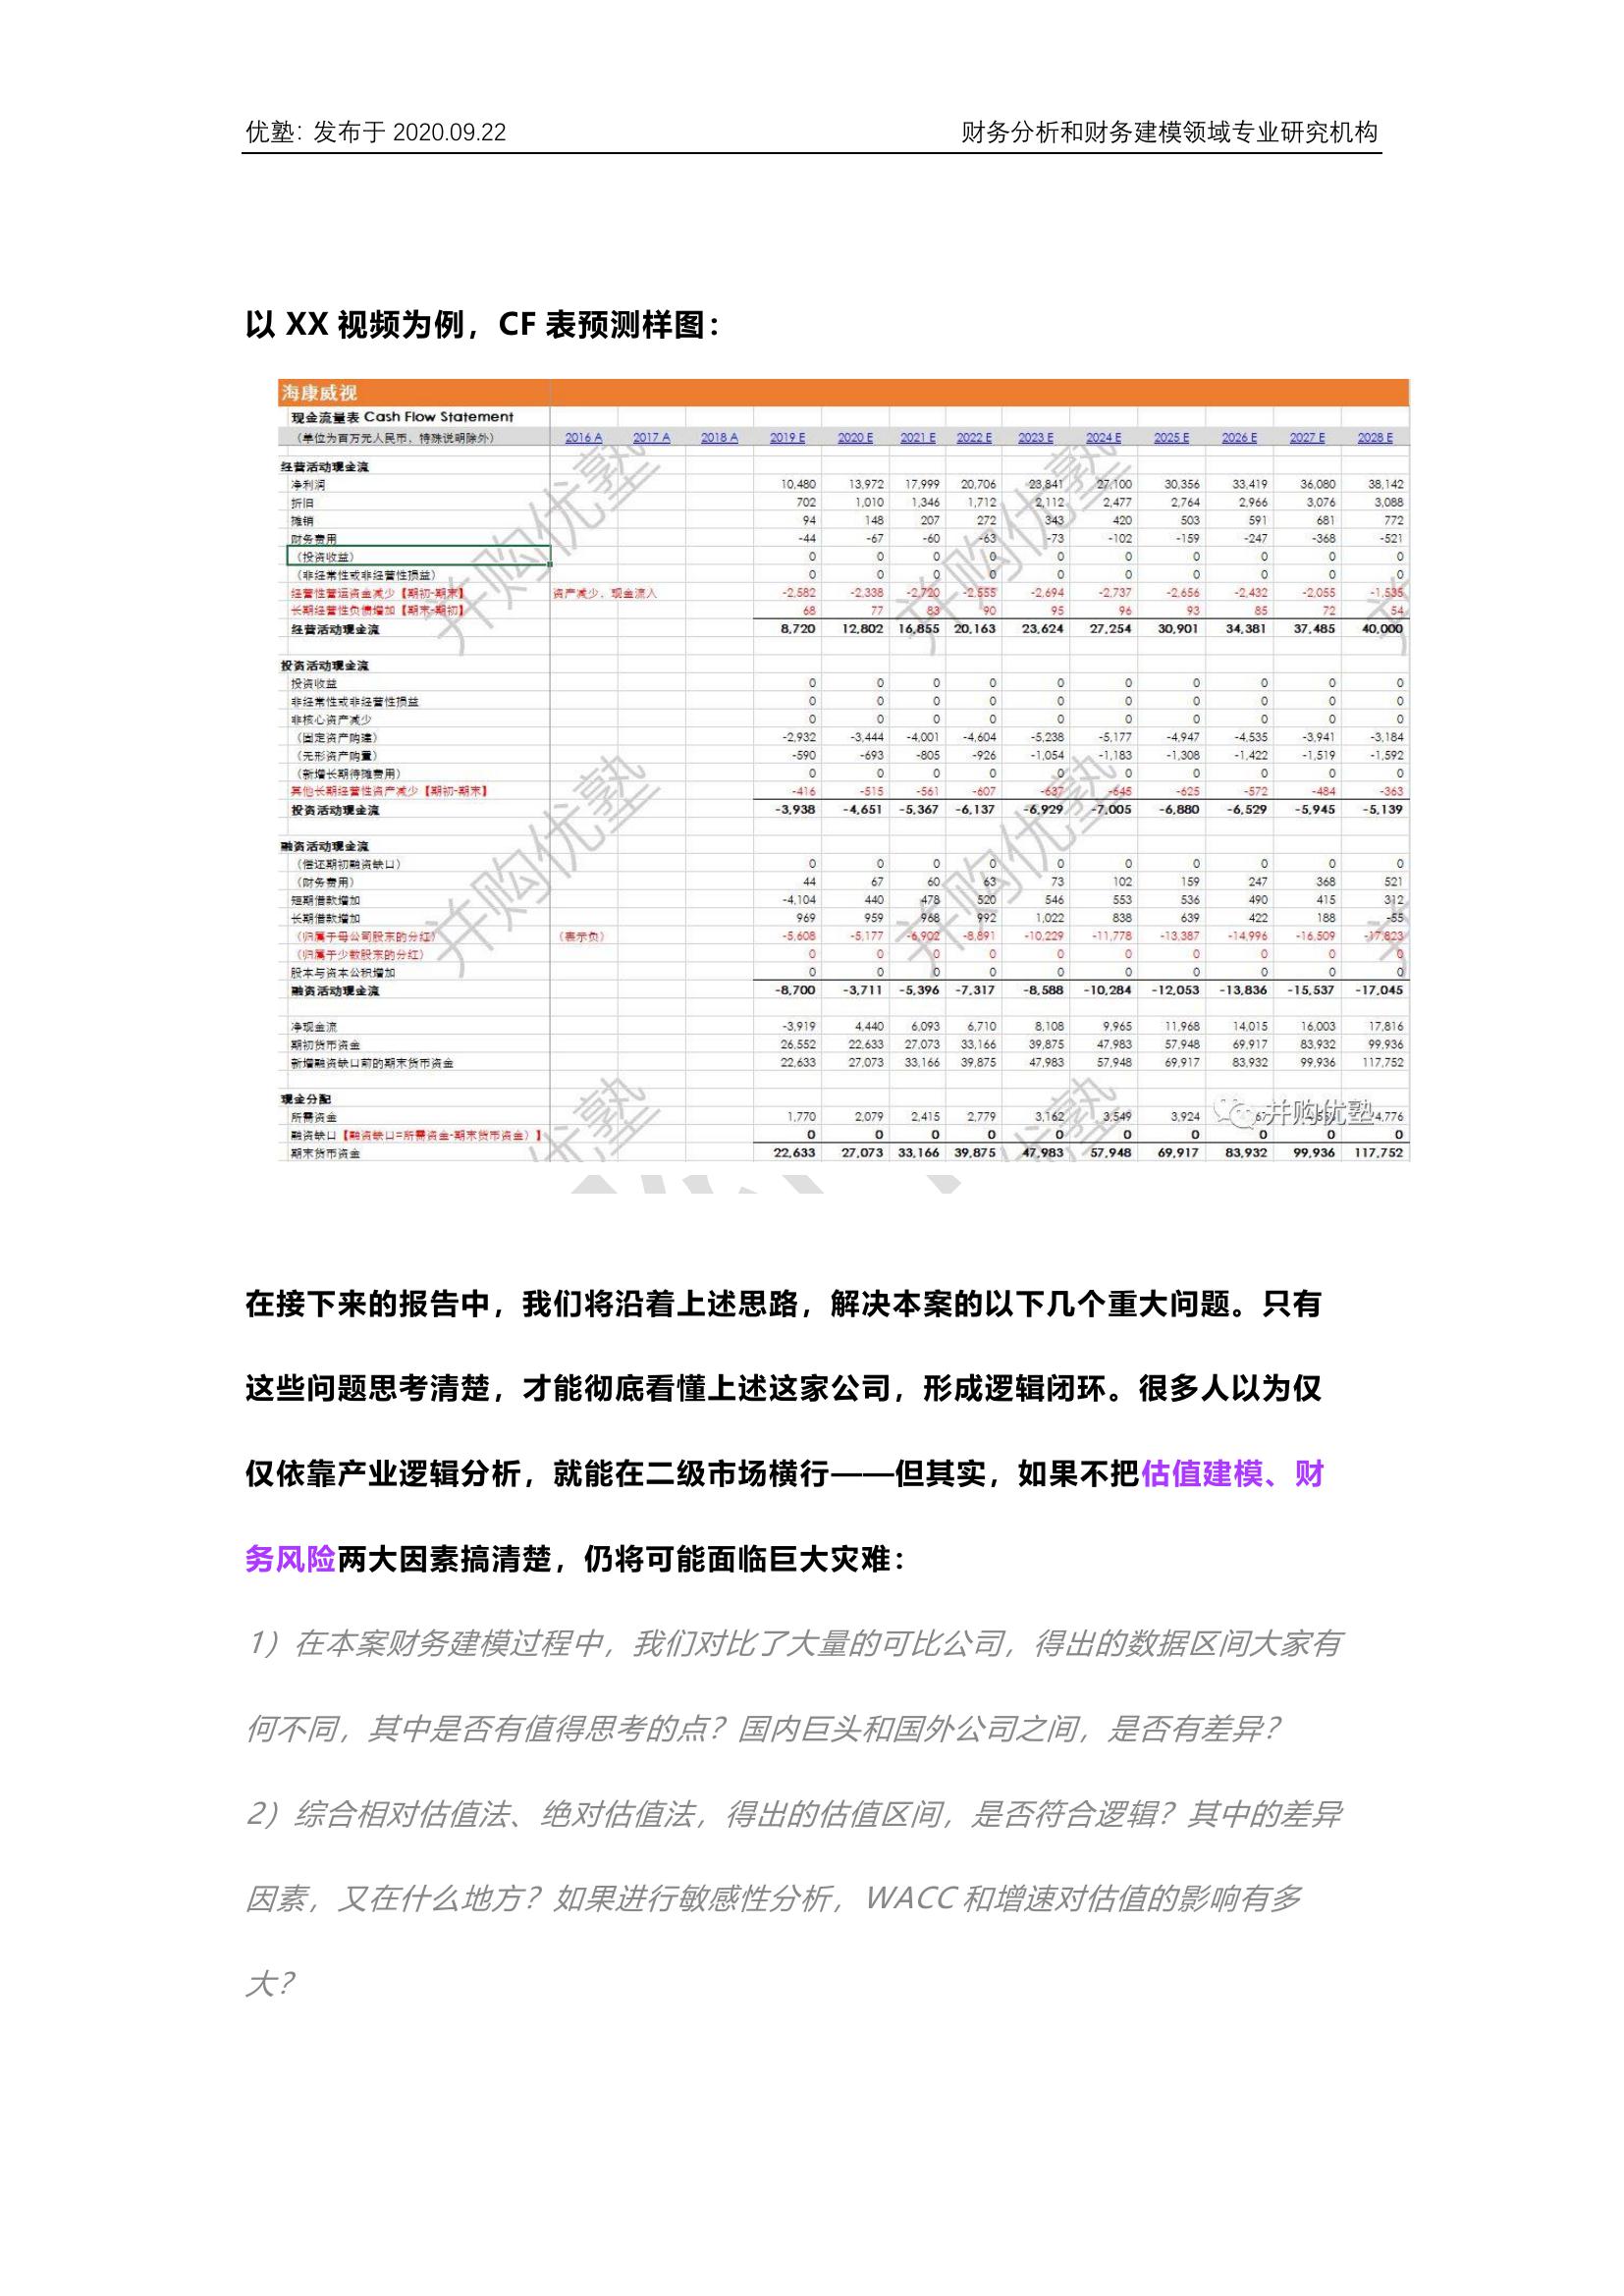 优塾：发布于 2020.09.22 财务分析和财务建模领域专业研究机构
以 XX 视频为例，CF 表预测样图：
海康威视
现金流量表 Cash Flow Statement
（单位为百万元人民币，特殊说明除外） 2016 A 2017 A 2018 A 2019 E 2020 E 2021 E 2022 E 2023 E 2024 E 2025 E 2026 E 2027 E 2028 E
经营活动现金流
净利润 10,480 13,972 17,999 20,706 23,841 27,100 30,356 33,419 36,080 38,142
折旧 702 1,010 1,346 1,712 2,112 2,477 2,764 2,966 3,076 3,088
摊销 94 148 207 272 343 420 503 591 681 772
财务费用 -44 -67 -60 -63 -73 -102 -159 -247 -368 -521
（投资收益） 0 0 0 0 0 0 0 0 0 0
（非经常性或非经营性损益） 0 0 0 0 0 0 0 0 0 0
经营性营运资金减少【期初-期末】 资产减少，现金流入 -2,582 -2,338 -2,720 -2,555 -2,694 -2,737 -2,656 -2,432 -2,055 -1,535
长期经营性负债增加【期末-期初】 68 77 83 90 95 96 93 85 72 54
经营活动现金流 8,720 12,802 16,855 20,163 23,624 27,254 30,901 34,381 37,485 40,000
投资活动现金流
投资收益 0 0 0 0 0 0 0 0 0 0
非经常性或非经营性损益 0 0 0 0 0 0 0 0 0 0
非核心资产减少 0 0 0 0 0 0 0 0 0 0
（固定资产购建） -2,932 -3,444 -4,001 -4,604 -5,238 -5,177 -4,947 -4,535 -3,941 -3,184
（无形资产购置） -590 -693 -805 -926 -1,054 -1,183 -1,308 -1,422 -1,519 -1,592
（新增长期待摊费用） 0 0 0 0 0 0 0 0 0 0
其他长期经营性资产减少【期初-期末】 -416 -515 -561 -607 -637 -645 -625 -572 -484 -363
投资活动现金流 -3,938 -4,651 -5,367 -6,137 -6,929 -7,005 -6,880 -6,529 -5,945 -5,139
融资活动现金流
（偿还期初融资缺口） 0 0 0 0 0 0 0 0 0 0
（财务费用） 44 67 60 63 73 102 159 247 368 521
短期借款增加 -4,104 440 478 520 546 553 536 490 415 312
长期借款增加 969 959 968 992 1,022 838 639 422 188 -55
（归属于母公司股东的分红） （表示负） -5,608 -5,177 -6,902 -8,891 -10,229 -11,778 -13,387 -14,996 -16,509 -17,823
（归属于少数股东的分红） 0 0 0 0 0 0 0 0 0 0
股本与资本公积增加 0 0 0 0 0 0 0 0 0 0
融资活动现金流 -8,700 -3,711 -5,396 -7,317 -8,588 -10,284 -12,053 -13,836 -15,537 -17,045
净现金流 -3,919 4,440 6,093 6,710 8,108 9,965 11,968 14,015 16,003 17,816
期初货币资金 26,552 22,633 27,073 33,166 39,875 47,983 57,948 69,917 83,932 99,936
新增融资缺口前的期末货币资金 22,633 27,073 33,166 39,875 47,983 57,948 69,917 83,932 99,936 117,752
现金分配
所需资金 1,770 2,079 2,415 2,779 3,162 3,549 3,924 4,776
融资缺口【融资缺口=所需资金-期末货币资金）】 0 0 0 0 0 0 0 0 0 0
期末货币资金 22,633 27,073 33,166 39,875 47,983 57,948 69,917 83,932 99,936 117,752
并购优塾
在接下来的报告中，我们将沿着上述思路，解决本案的以下几个重大问题。只有
这些问题思考清楚，才能彻底看懂上述这家公司，形成逻辑闭环。很多人以为仅
仅依靠产业逻辑分析，就能在二级市场横行——但其实，如果不把估值建模、财
务风险两大因素搞清楚，仍将可能面临巨大灾难：
1）在本案财务建模过程中，我们对比了大量的可比公司，得出的数据区间大家有
何不同，其中是否有值得思考的点？国内巨头和国外公司之间，是否有差异？
2）综合相对估值法、绝对估值法，得出的估值区间，是否符合逻辑？其中的差异
因素，又在什么地方？如果进行敏感性分析，WACC 和增速对估值的影响有多
大？